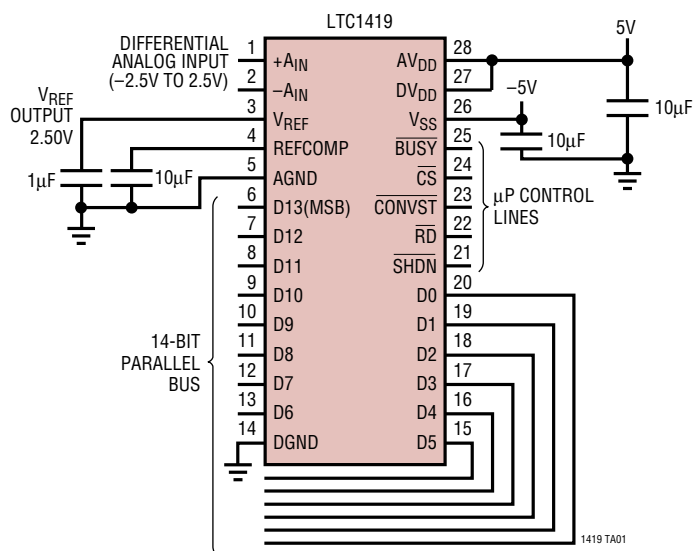 LTC1419
DIFFERENTIAL
ANALOG INPUT
(–2.5V TO 2.5V)
VREF
OUTPUT
2.50V
1µF
10µF
1
2
3
4
5
6
7
8
9
10
11
12
13
14
+AIN
–AIN
VREF
REFCOMP
AGND
D13(MSB)
D12
D11
D10
D9
D8
D7
D6
DGND
14-BIT
PARALLEL
BUS
AVDD
DVDD
VSS
BUSY
CS
CONVST
RD
SHDN
D0
D1
D2
D3
D4
D5
28
27
26
25
24
23
22
21
20
19
18
17
16
15
5V
–5V
10µF
10µF
µP CONTROL
LINES
1419 TA01